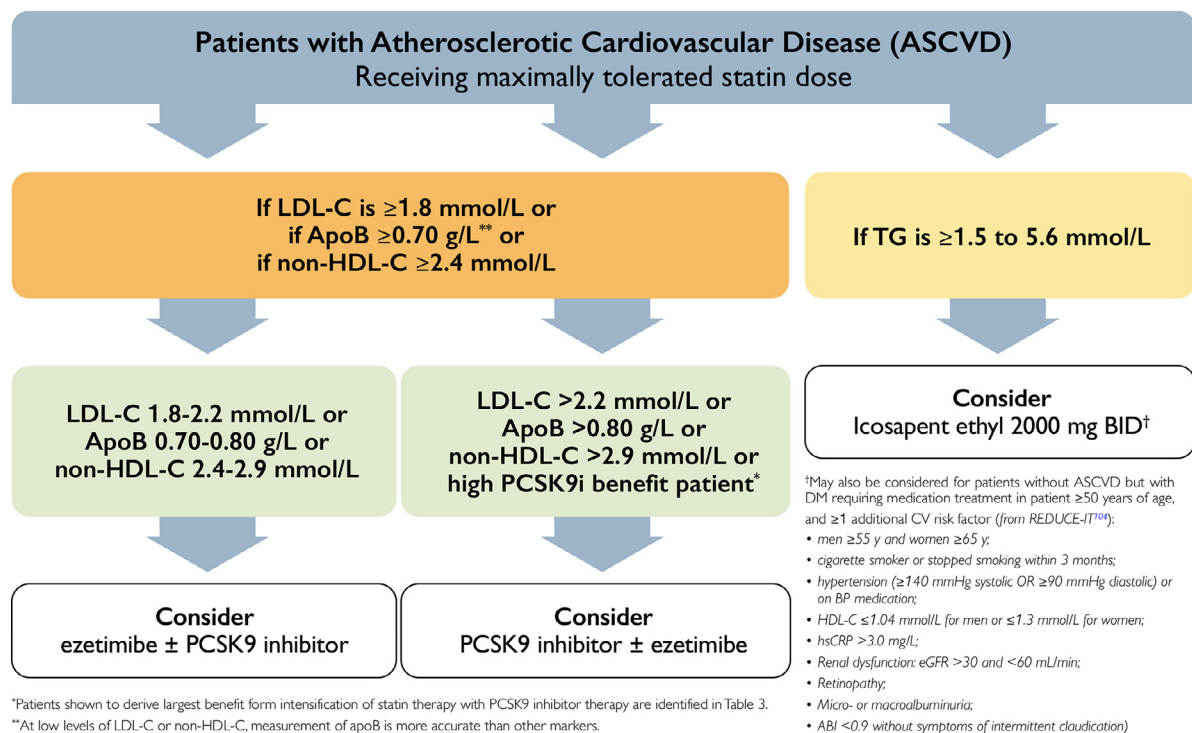 Patients with Atherosclerotic Cardiovascular Disease (ASCVD)
Receiving maximally tolerated statin dose
If LDL-C is ≥1.8 mmol/L or
if ApoB ≥0.70 g/L** or
if non-HDL-C ≥2.4 mmol/L
If TG is ≥1.5 to 5.6 mmol/L
LDL-C 1.8-2.2 mmol/L or
ApoB 0.70-0.80 g/L or
non-HDL-C 2.4-2.9 mmol/L
LDL-C >2.2 mmol/L or
ApoB >0.80 g/L or
non-HDL-C >2.9 mmol/L or
high PCSK9i benefit patient*
Consider
Icosapent ethyl 2000 mg BID†
Consider
ezetimibe ± PCSK9 inhibitor
Consider
PCSK9 inhibitor ± ezetimibe
†May also be considered for patients without ASCVD but with
DM requiring medication treatment in patient ≥50 years of age,
and ≥1 additional CV risk factor (from REDUCE-IT104):
• men ≥55 y and women ≥65 y;
• cigarette smoker or stopped smoking within 3 months;
• hypertension (≥140 mmHg systolic OR ≥90 mmHg diastolic) or
on BP medication;
• HDL-C ≤1.04 mmol/L for men or ≤1.3 mmol/L for women;
• hsCRP >3.0 mg/L;
• Renal dysfunction: eGFR >30 and <60 mL/min;
• Retinopathy;
• Micro- or macroalbuminuria;
• ABI <0.9 without symptoms of intermittent claudication)
*Patients shown to derive largest benefit form intensification of statin therapy with PCSK9 inhibitor therapy are identified in Table 3.
**At low levels of LDL-C or non-HDL-C, measurement of apoB is more accurate than other markers.